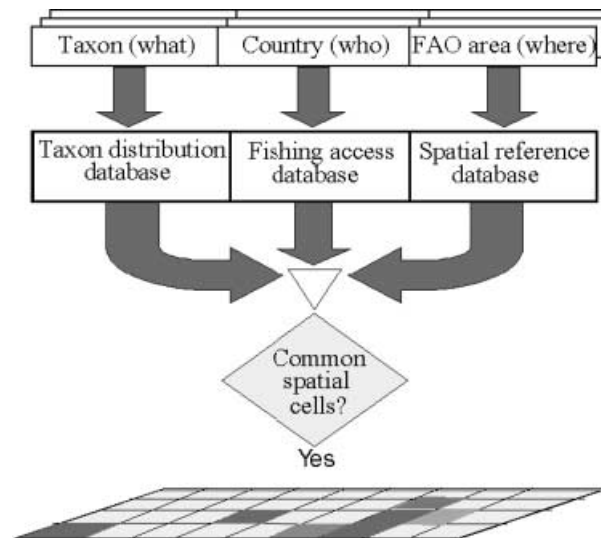 Taxon (what) Country (who) FAO area (where)
Taxon distribution
database
Fishing access
database
Spatial reference
database
Common
spatial
cells?
Yes